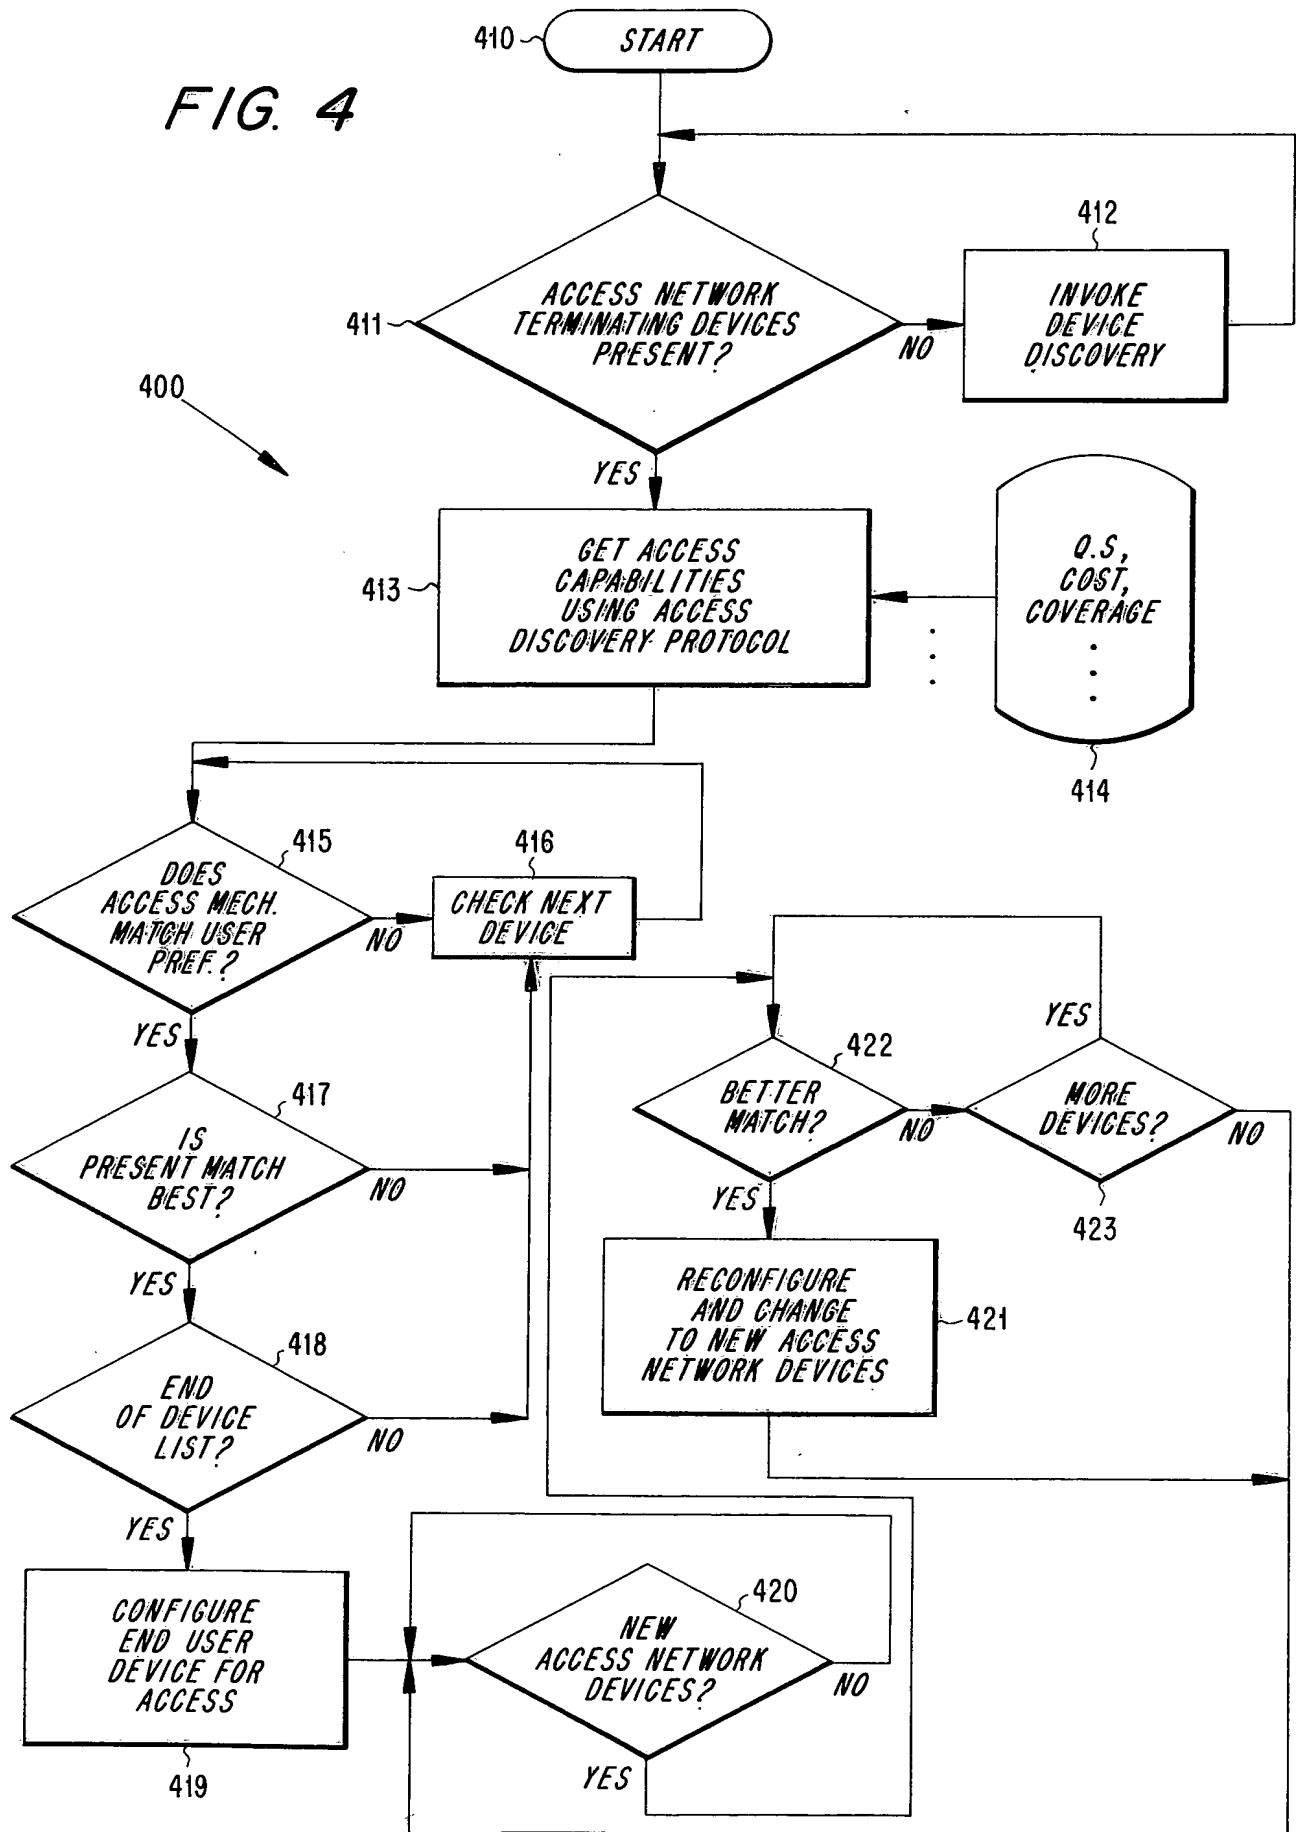 410
START
FIG. 4
412
411
ACCESS NETWORK
TERMINATING DEVICES
PRESENT?
NO
INVOKE
DEVICE
DISCOVERY
400
YES
413
GET ACCESS
CAPABILITIES
USING ACCESS
DISCOVERY PROTOCOL
Q.S,
COST,
COVERAGE
414
415
DOES
ACCESS MECH.
MATCH USER
PREF.?
NO
416
CHECK NEXT
DEVICE
YES
417
IS
PRESENT MATCH
BEST?
NO
YES
422
BETTER
MATCH?
NO
YES
MORE
DEVICES?
NO
423
YES
418
END
OF DEVICE
LIST?
NO
RECONFIGURE
AND CHANGE
TO NEW ACCESS
NETWORK DEVICES
421
YES
CONFIGURE
END USER
DEVICE FOR
ACCESS
419
420
NEW
ACCESS NETWORK
DEVICES?
NO
YES